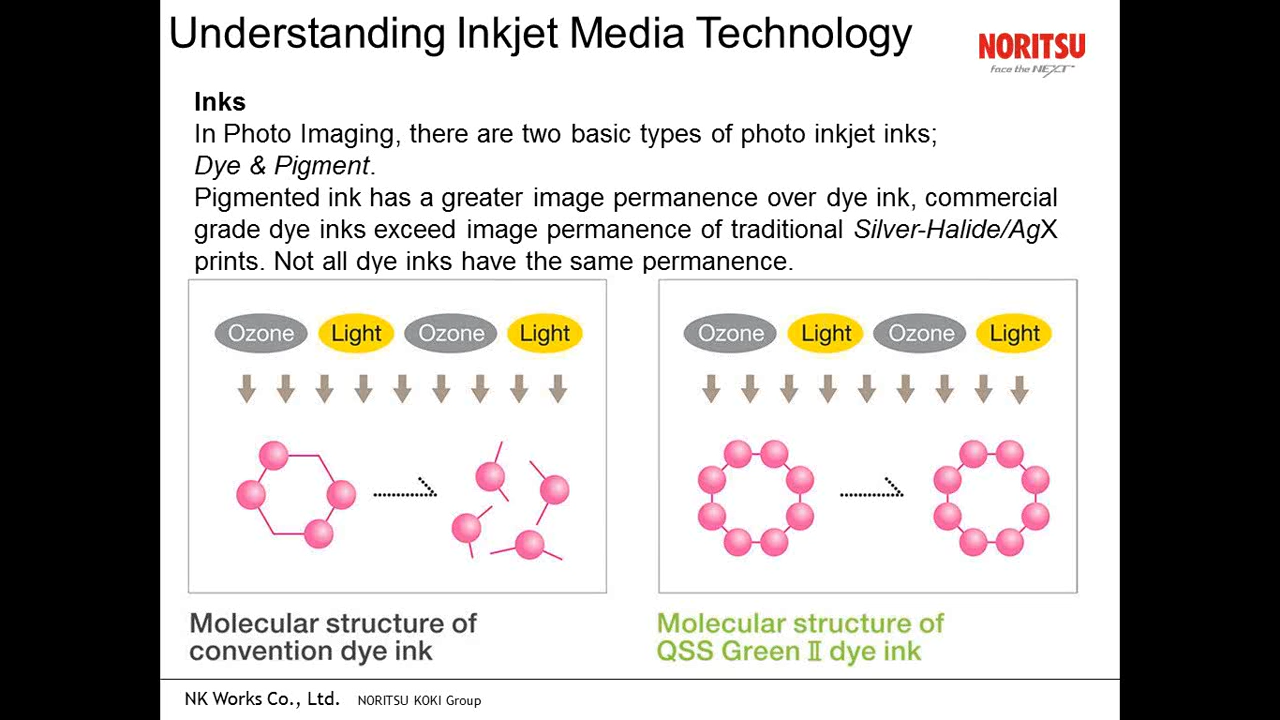 Understanding Inkjet Media Technology
NORITSU
face the NEXT™
Inks
In Photo Imaging, there are two basic types of photo inkjet inks;
Dye & Pigment.
Pigmented ink has a greater image permanence over dye ink, commercial
grade dye inks exceed image permanence of traditional Silver-Halide/AgX
prints. Not all dye inks have the same permanence.
Ozone Light Ozone Light
Ozone Light Ozone Light
Molecular structure of
convention dye ink
Molecular structure of
QSS Green Ⅱ dye ink
NK Works Co., Ltd. NORITSU KOKI Group